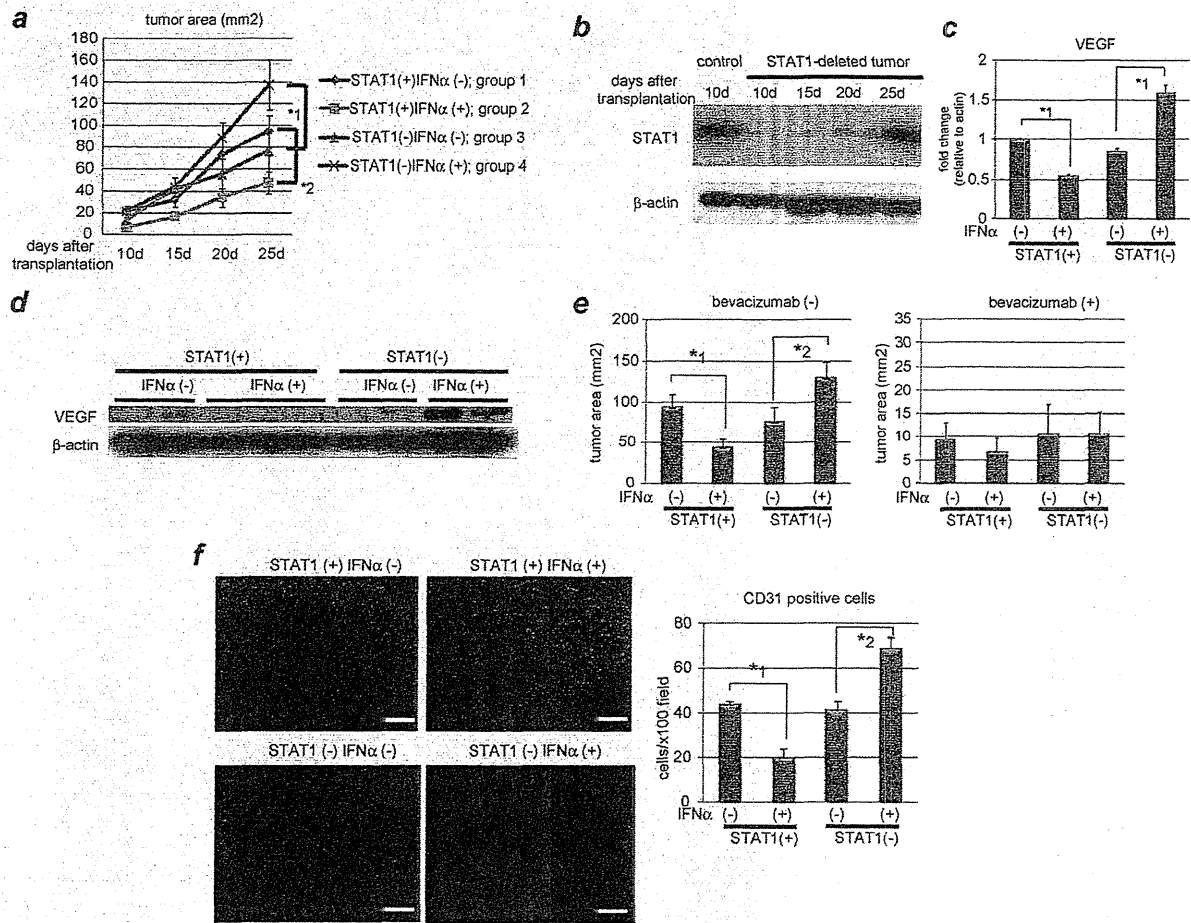 a
tumor area (mm2)
180
160
140
120
100
80
60
40
20
0
*1
*2
days after
transplantation
10d 15d 20d 25d
STAT1(+)IFNα (-); group 1
STAT1(+)IFNα (+); group 2
STAT1(-)IFNα (-); group 3
STAT1(-)IFNα (+); group 4
b
control STAT1-deleted tumor
days after
transplantation
10d 10d 15d 20d 25d
STAT1
β-actin
c
VEGF
fold change
(relative to actin)
2
1.5
1
0.5
0
*1
*1
IFNα (-) (+) (-) (+)
STAT1(+) STAT1(-)
d
STAT1(+) STAT1(-)
IFNα (-) IFNα (+) IFNα (-) IFNα (+)
VEGF
β-actin
e
bevacizumab (-)
tumor area (mm2)
200
150
100
50
0
*1
*2
IFNα (-) (+) (-) (+)
STAT1(+) STAT1(-)
bevacizumab (+)
tumor area (mm2)
35
30
25
20
15
10
5
0
IFNα (-) (+) (-) (+)
STAT1(+) STAT1(-)
f
STAT1 (+) IFNα (-) STAT1 (+) IFNα (+)
STAT1 (-) IFNα (-) STAT1 (-) IFNα (+)
CD31 positive cells
cells/x100 field
80
60
40
20
0
*1
*2
IFNα (-) (+) (-) (+)
STAT1(+) STAT1(-)